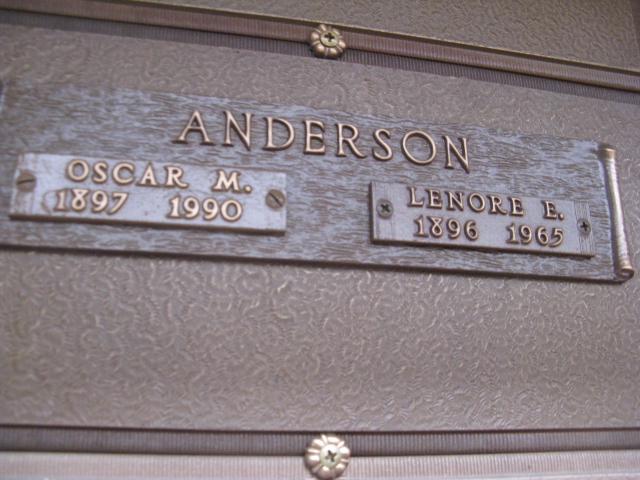 ANDERSON
OSCAR M.
1897 1990
LENORE E.
1896 1965